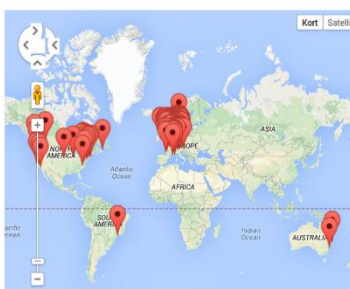 Kort Satelli
ASIA
NORTH
AMERICA
EUROPE
Atlantic
Ocean
AFRICA
SOUTH
AMERICA
Indian
Ocean
AUSTRALIA